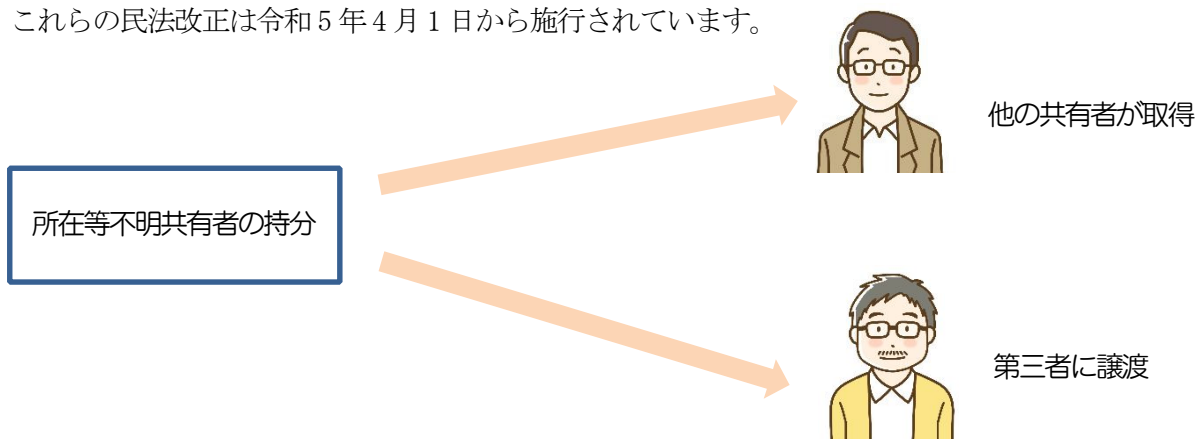 これらの民法改正は令和５年４月１日から施行されています。
他の共有者が取得
所在等不明共有者の持分
第三者に譲渡